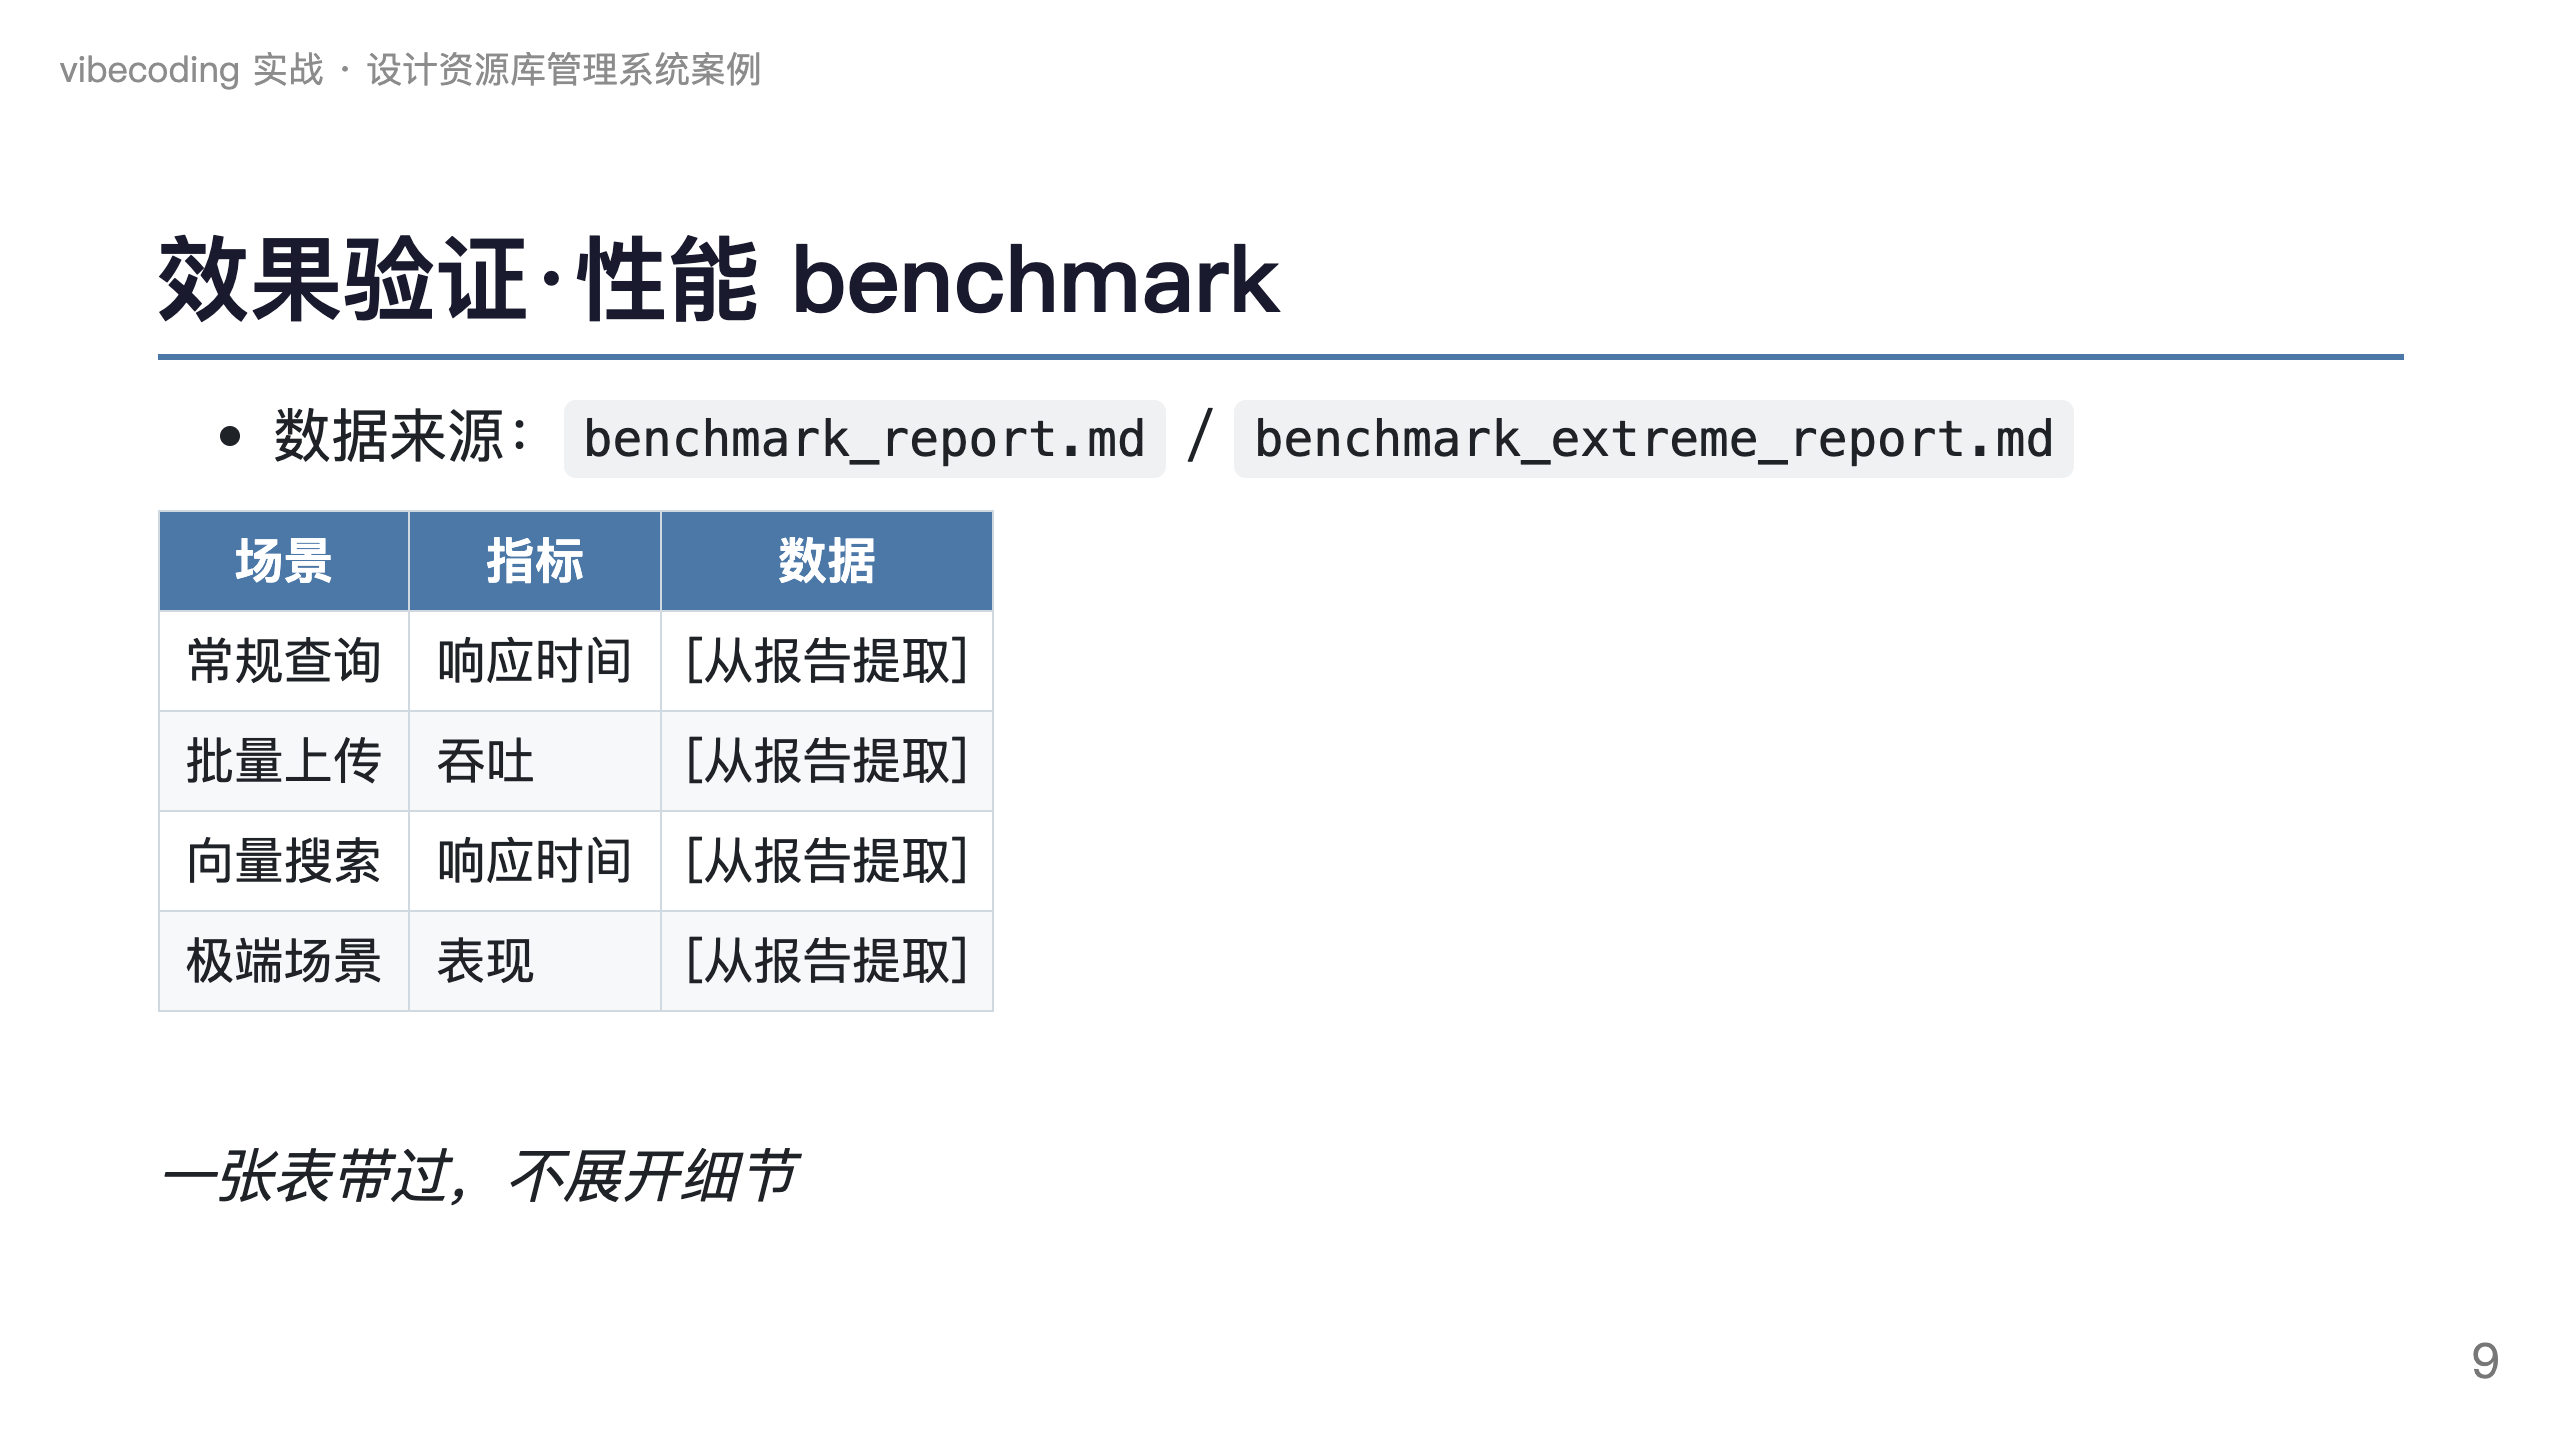 vibecoding 实战 · 设计资源库管理系统案例
效果验证·性能 benchmark
• 数据来源： benchmark_report.md / benchmark_extreme_report.md
场景 指标 数据
常规查询 响应时间 [从报告提取]
批量上传 吞吐 [从报告提取]
向量搜索 响应时间 [从报告提取]
极端场景 表现 [从报告提取]
一张表带过，不展开细节
9